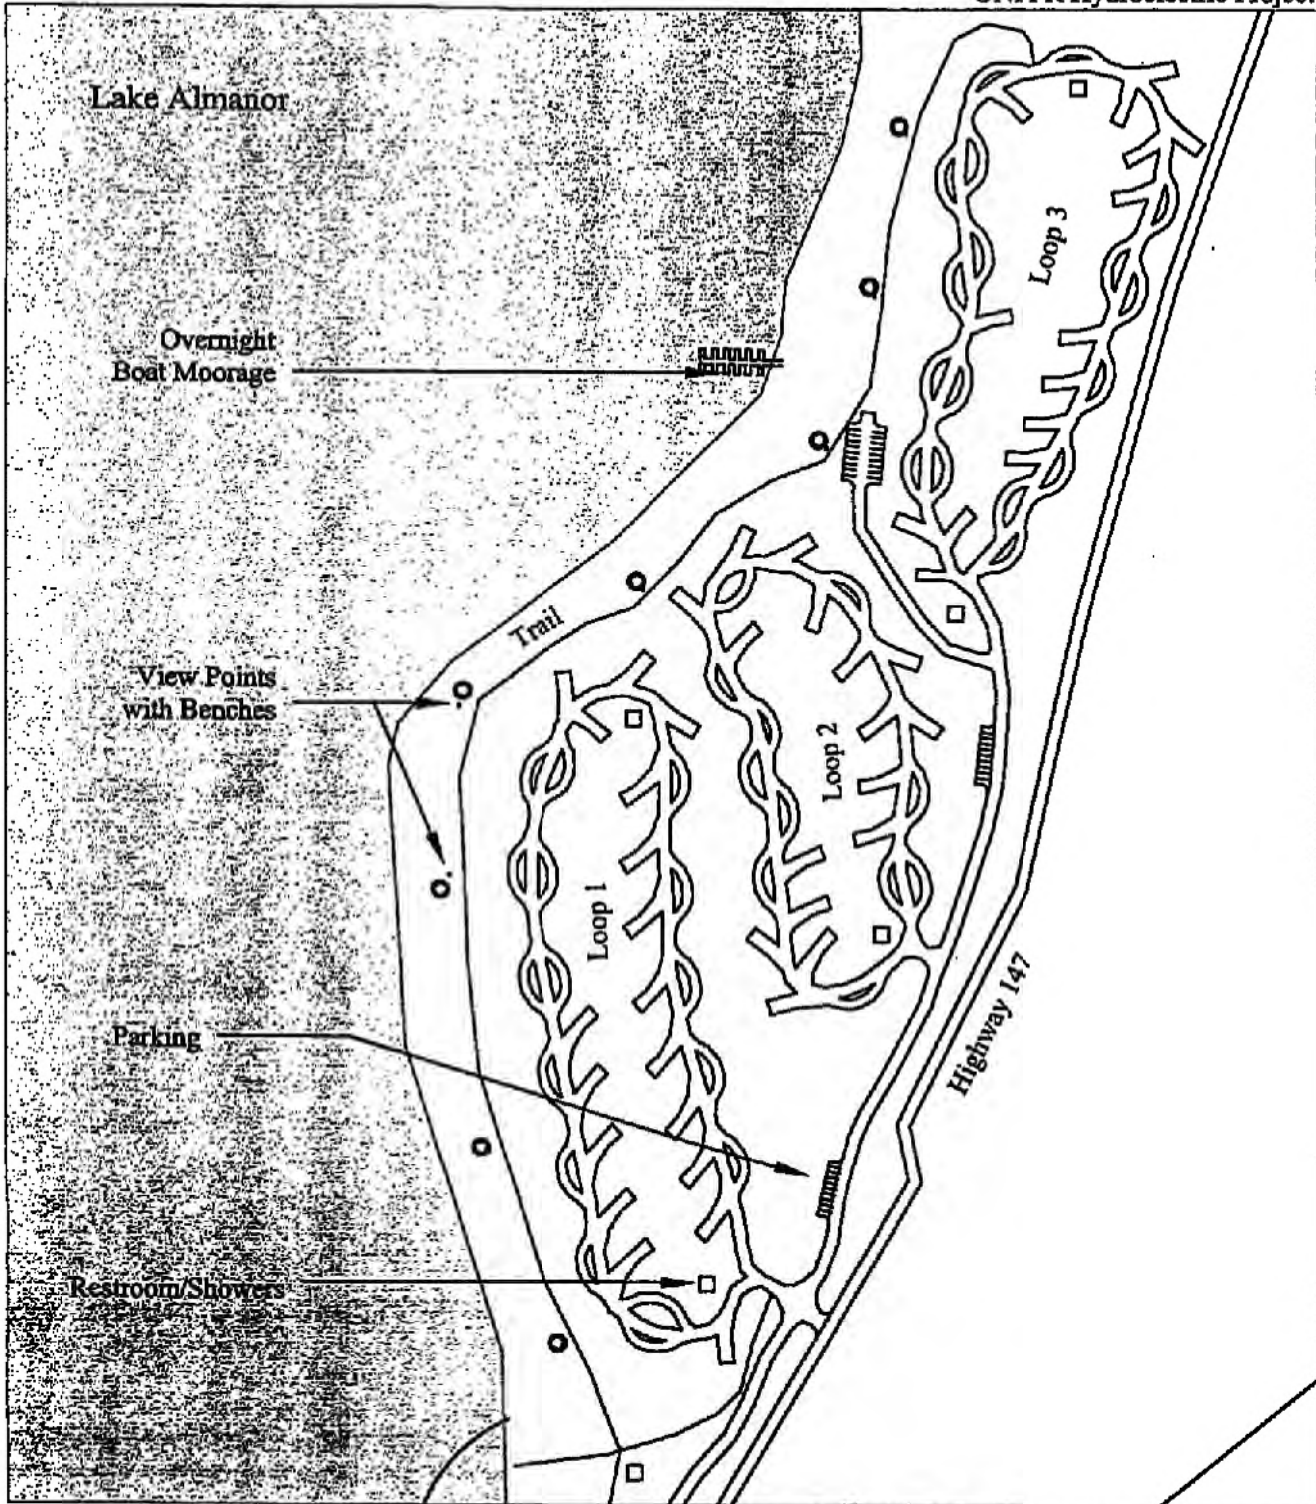 Lake Almanor
Overnight
Boat Moorage
Loop 3
Trail
View Points
with Benches
Loop 2
Loop 1
Parking
Highway 147
Restroom/Showers